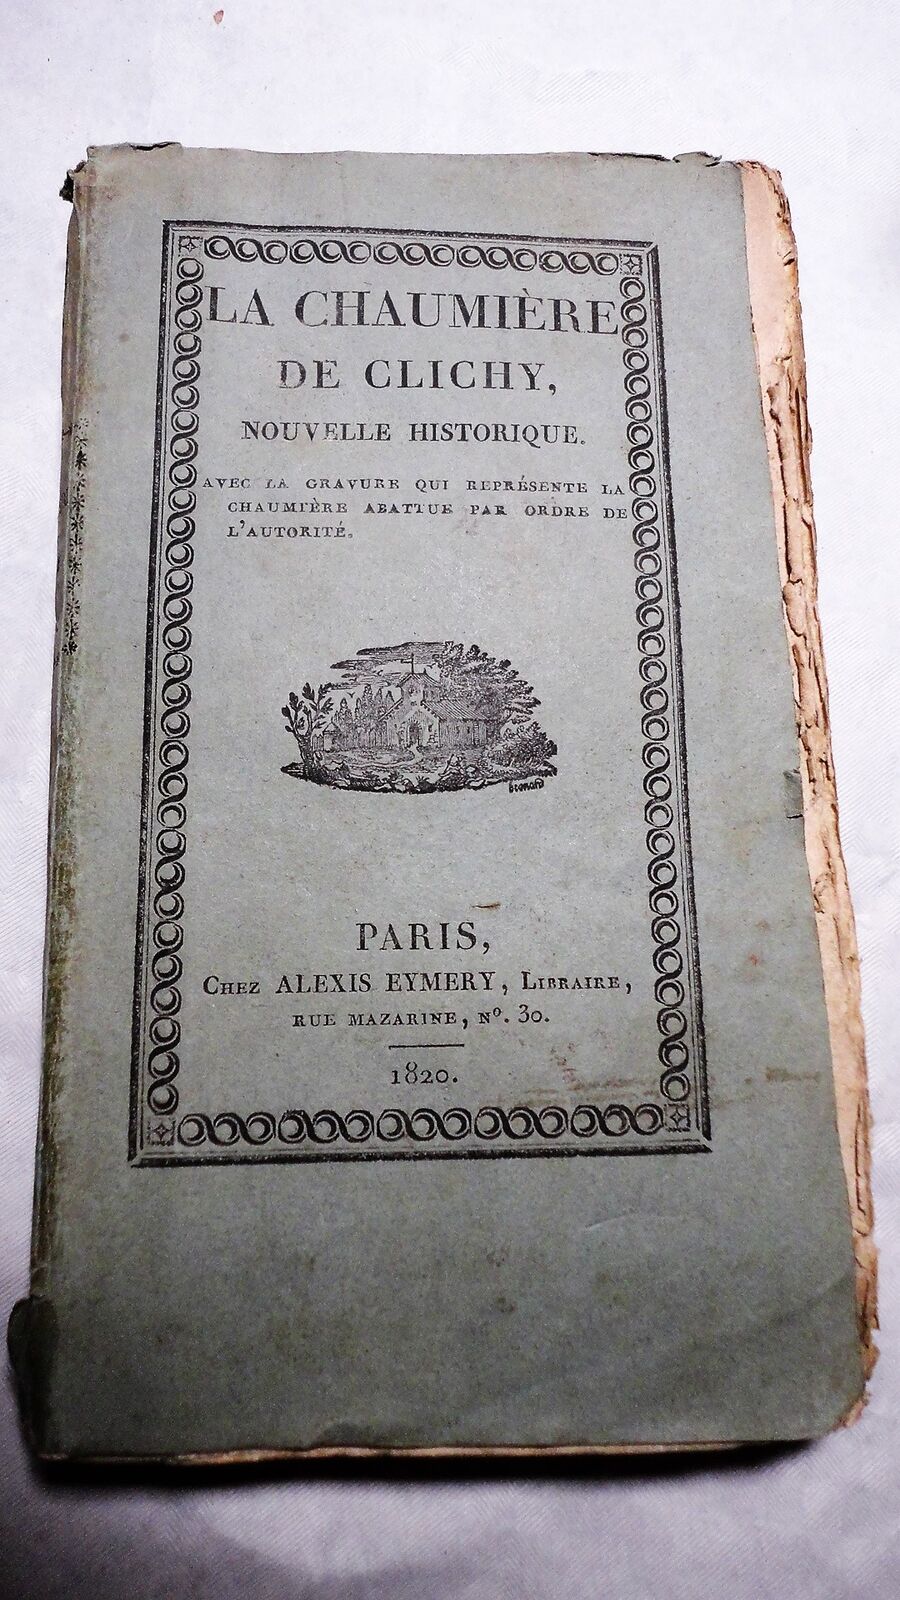 LA CHAUMIÈRE
DE CLICHY,
NOUVELLE HISTORIQUE.
AVEC LA GRAVURE QUI REPRÉSENTE LA
CHAUMIÈRE ABATTUE PAR ORDRE DE
L'AUTORITÉ.
PARIS,
CHEZ ALEXIS EYMERY, LIBRAIRE,
RUE MAZARINE, Nº. 30.
1820.